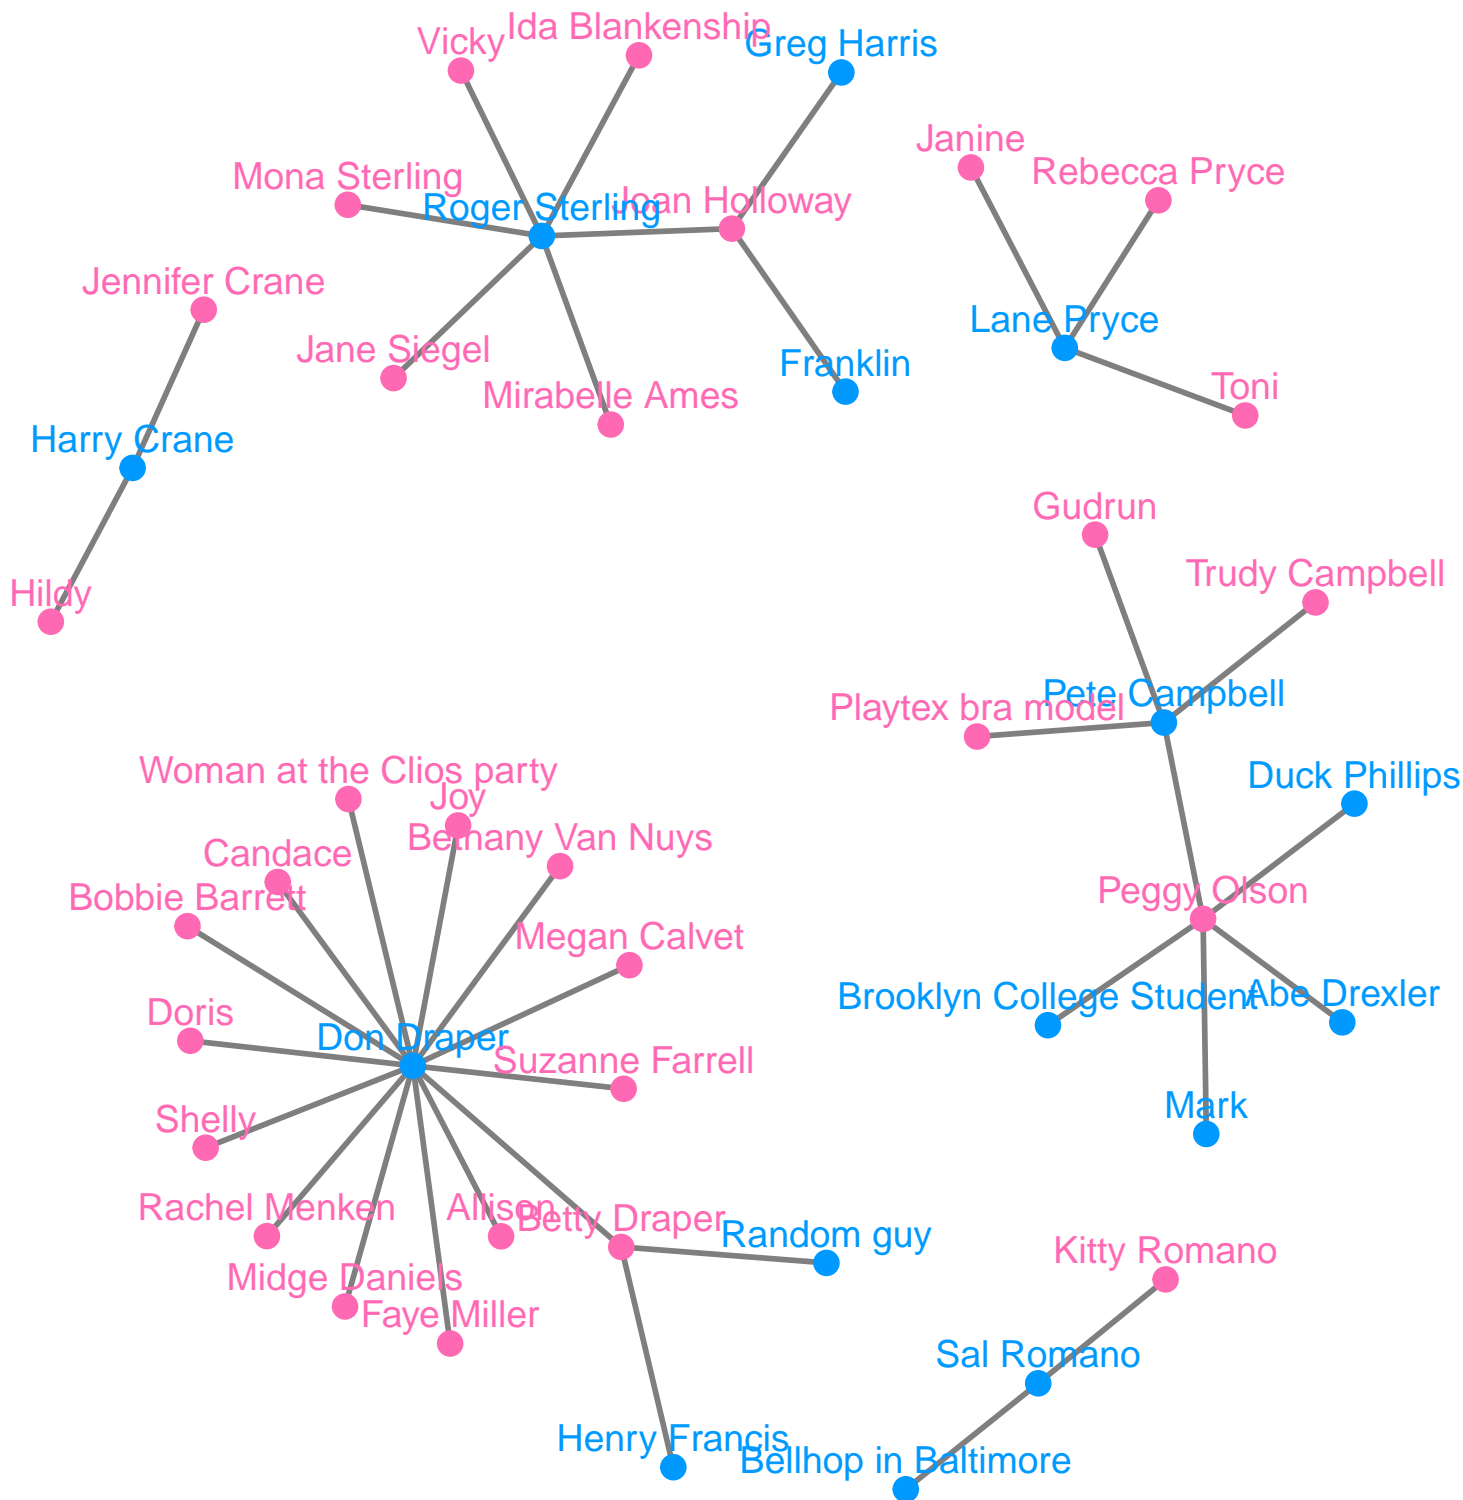 Ida Blankenship
Vicky
Greg Harris
Janine
Rebecca Pryce
Mona Sterling
Joan Holloway
Roger Sterling
Jennifer Crane
Lane Pryce
Jane Siegel
Franklin
Toni
Mirabelle Ames
Harry Crane
Gudrun
Trudy Campbell
Hildy
Pete Campbell
Playtex bra model
Woman at the Clios party
Duck Phillips
Joy
Bethany Van Nuys
Candace
Bobbie Barrett
Peggy Olson
Megan Calvet
Brooklyn College Student
Abe Drexler
Doris
Don Draper
Suzanne Farrell
Mark
Shelly
Rachel Menken
Allison
Betty Draper
Random guy
Kitty Romano
Midge Daniels
Faye Miller
Sal Romano
Henry Francis
Bellhop in Baltimore